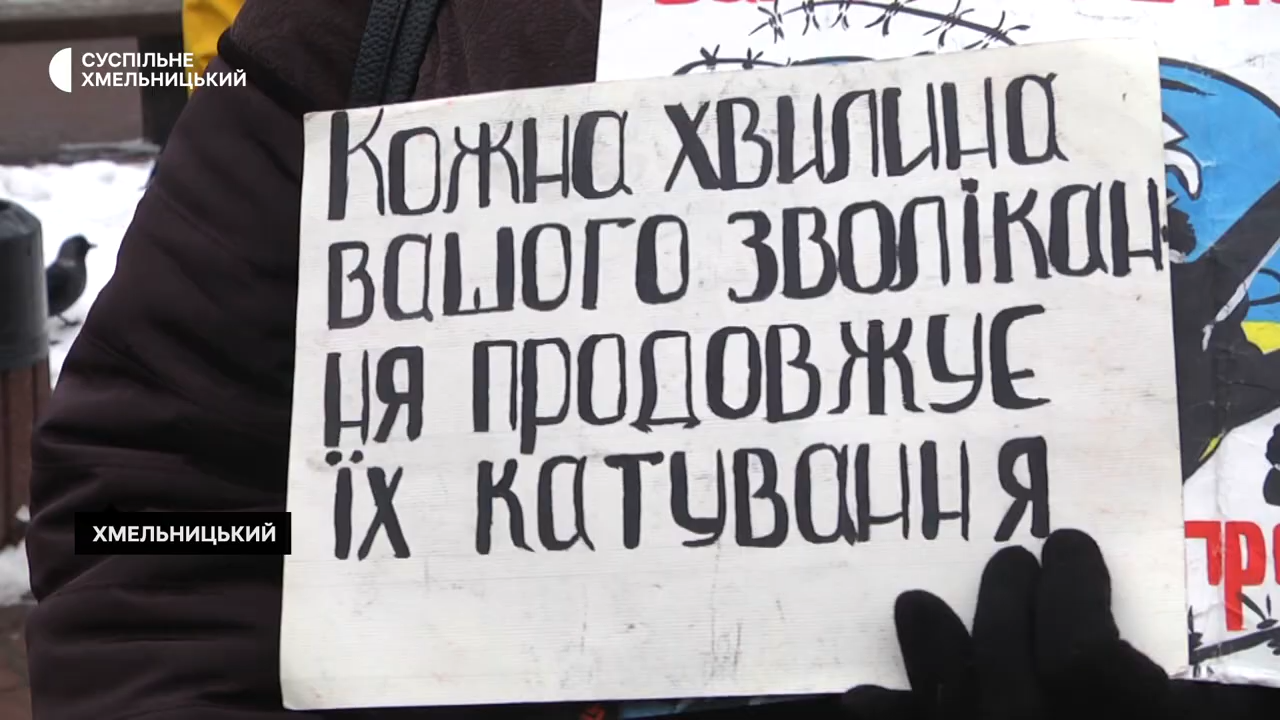 СУСПІЛЬНЕ
ХМЕЛЬНИЦЬКИЙ
Кожна хвилина
вашого зволікан
ня продовжує
їх катування
ХМЕЛЬНИЦЬКИЙ